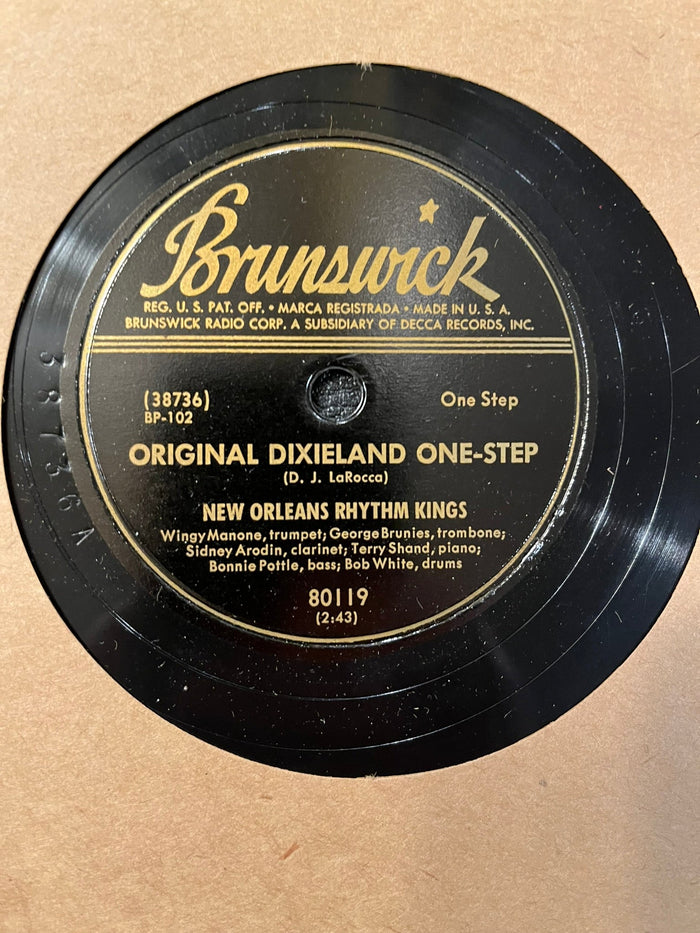 Brunswick
REG. U. S. PAT. OFF. • MARCA REGISTRADA • MADE IN U. S. A.
BRUNSWICK RADIO CORP. A SUBSIDIARY OF DECCA RECORDS, INC.
(38736) One Step
BP-102
ORIGINAL DIXIELAND ONE-STEP
(D. J. LaRocca)
NEW ORLEANS RHYTHM KINGS
Wingy Manone, trumpet; George Brunies, trombone;
Sidney Arodin, clarinet; Terry Shand, piano;
Bonnie Pottle, bass; Bob White, drums
80119
(2:43)
38736A